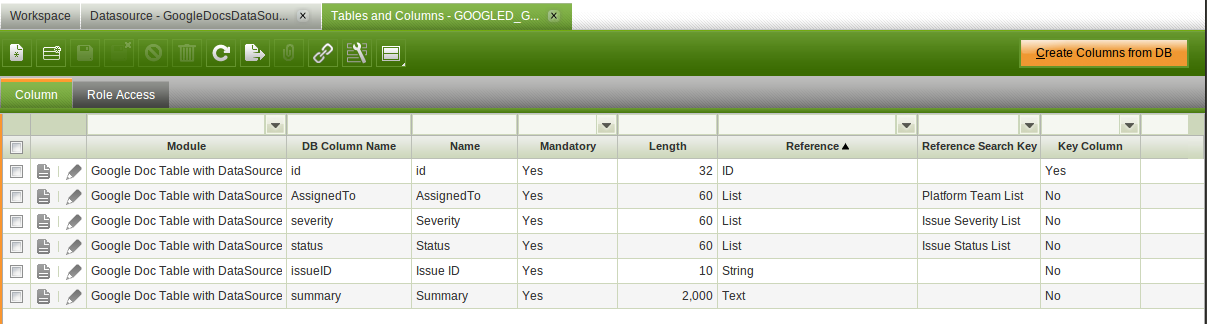 Workspace Datasource - GoogleDocsDataSou... x Tables and Columns - GOOGLED_G... x
Create Columns from DB
Column Role Access
Module DB Column Name Name Mandatory Length Reference Reference Search Key Key Column
Google Doc Table with DataSource id id Yes 32 ID Yes
Google Doc Table with DataSource AssignedTo AssignedTo Yes 60 List Platform Team List No
Google Doc Table with DataSource severity Severity Yes 60 List Issue Severity List No
Google Doc Table with DataSource status Status Yes 60 List Issue Status List No
Google Doc Table with DataSource issueID Issue ID Yes 10 String No
Google Doc Table with DataSource summary Summary Yes 2,000 Text No